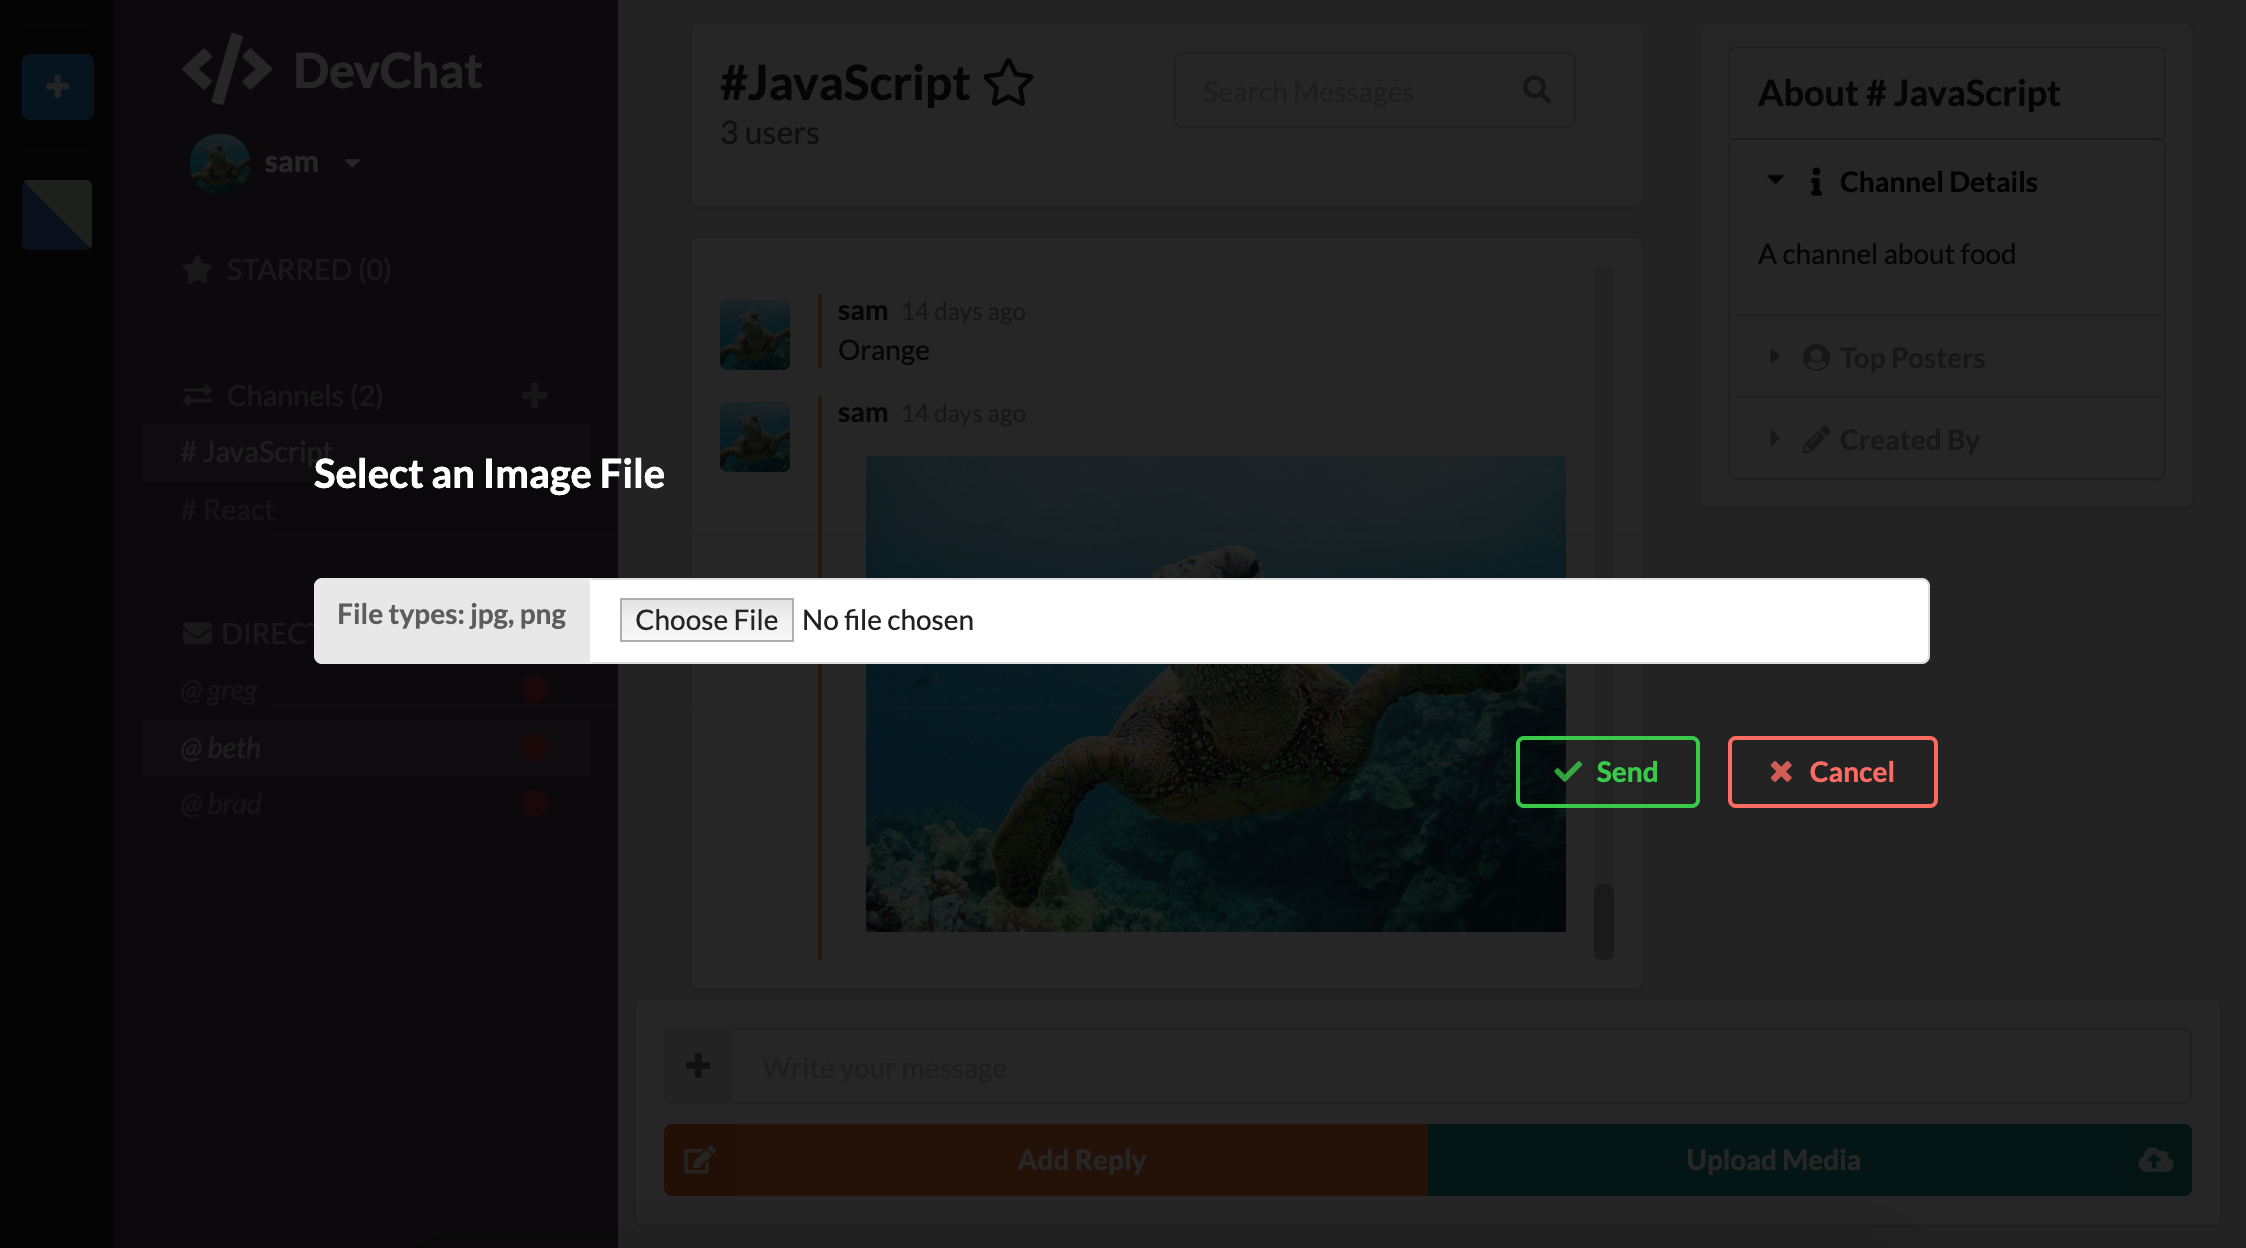 DevChat
sam
STARRED (0)
Channels (2)
# JavaScript
# React
DIRECT
@ greg
@ beth
@ brad
#JavaScript
3 users
Search Messages
sam 14 days ago
Orange
sam 14 days ago
About # JavaScript
Channel Details
A channel about food
Top Posters
Created By
Select an Image File
File types: jpg, png
Choose File No file chosen
Send
Cancel
Write your message
Add Reply
Upload Media